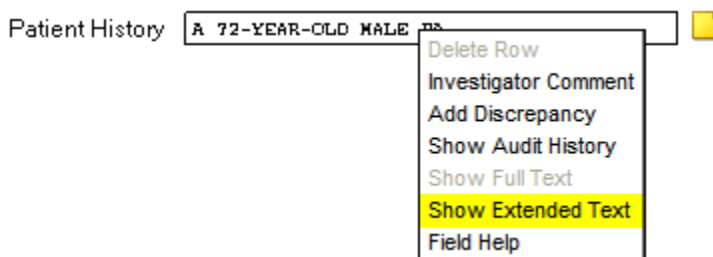 Patient History A 72-YEAR-OLD MALE
Delete Row
Investigator Comment
Add Discrepancy
Show Audit History
Show Full Text
Show Extended Text
Field Help